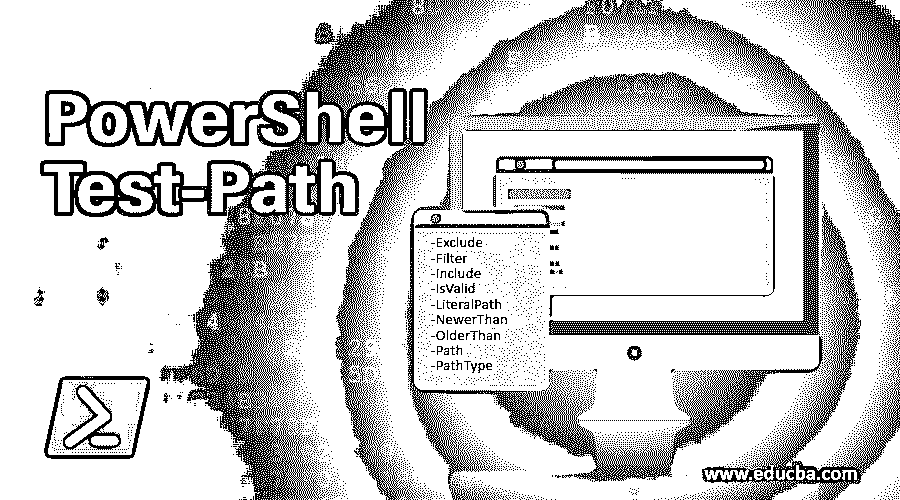 PowerShell
Test-Path
-Exclude
-Filter
-Include
-IsValid
-LiteralPath
-NewerThan
-OlderThan
-Path
-PathType
www.educba.com